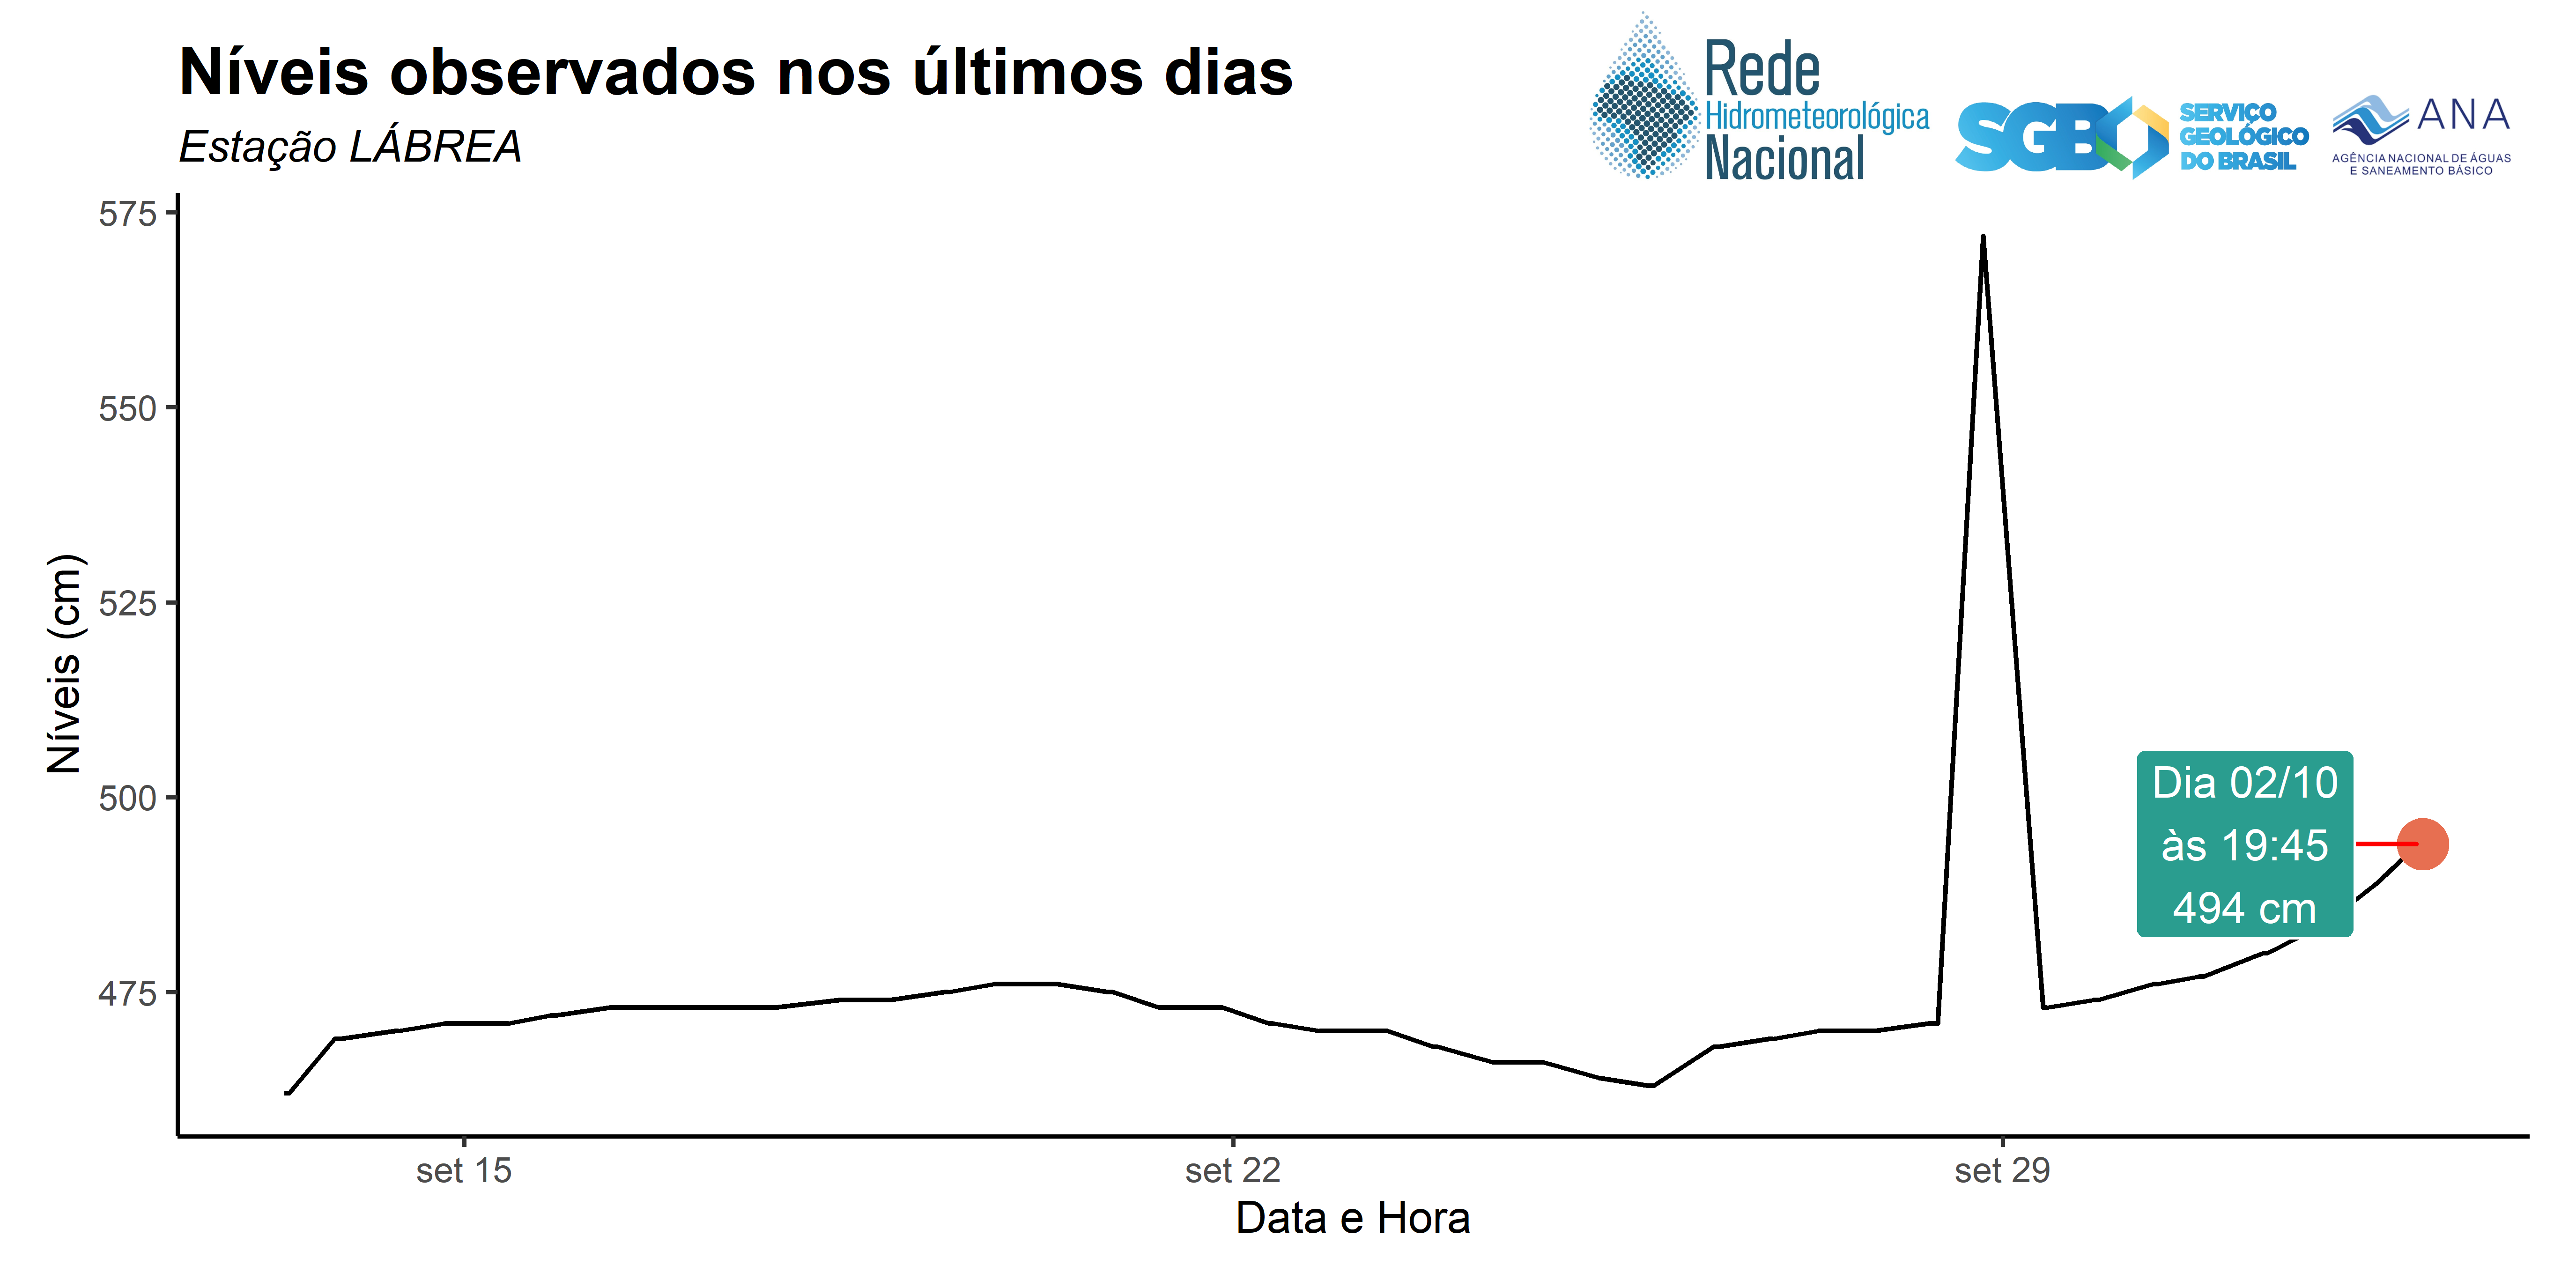 Níveis observados nos últimos dias
Estação LÁBREA
Rede
Hidrometeorológica
Nacional
SGB
SERVIÇO
GEOLÓGICO
DO BRASIL
ANA
AGÊNCIA NACIONAL DE ÁGUAS
E SANEAMENTO BÁSICO
575
550
525
500
475
Níveis (cm)
Dia 02/10
às 19:45
494 cm
set 15
set 22
set 29
Data e Hora